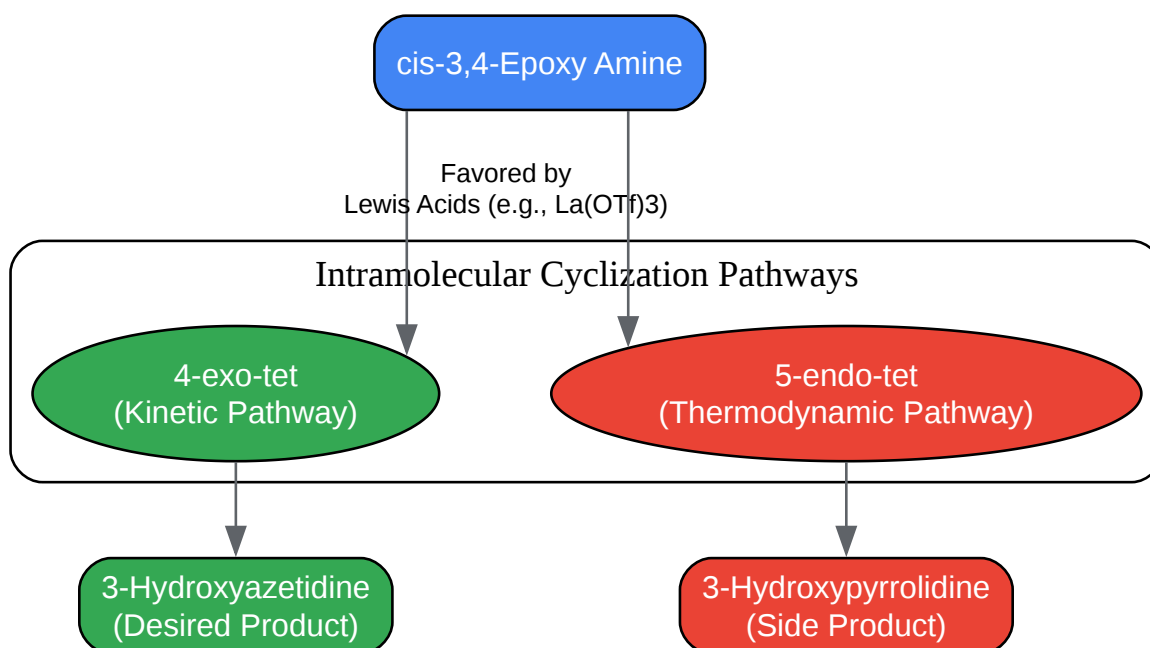 cis-3,4-Epoxy Amine
Favored by
Lewis Acids (e.g., La(OTf)3)
Intramolecular Cyclization Pathways
4-exo-tet
(Kinetic Pathway)
5-endo-tet
(Thermodynamic Pathway)
3-Hydroxyazetidine
(Desired Product)
3-Hydroxypyrrolidine
(Side Product)